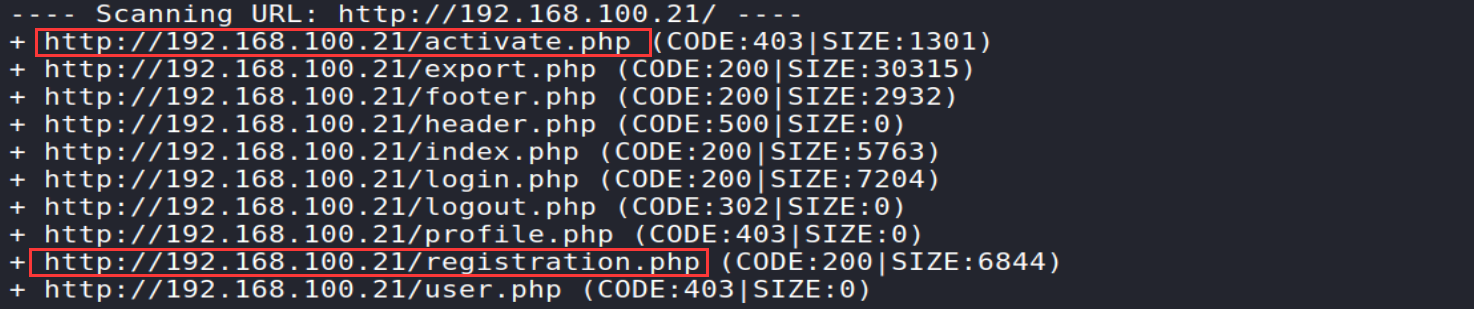 ---- Scanning URL: http://192.168.100.21/ ----
+ http://192.168.100.21/activate.php (CODE:403|SIZE:1301)
+ http://192.168.100.21/export.php (CODE:200|SIZE:30315)
+ http://192.168.100.21/footer.php (CODE:200|SIZE:2932)
+ http://192.168.100.21/header.php (CODE:500|SIZE:0)
+ http://192.168.100.21/index.php (CODE:200|SIZE:5763)
+ http://192.168.100.21/login.php (CODE:200|SIZE:7204)
+ http://192.168.100.21/logout.php (CODE:302|SIZE:0)
+ http://192.168.100.21/profile.php (CODE:403|SIZE:0)
+ http://192.168.100.21/registration.php (CODE:200|SIZE:6844)
+ http://192.168.100.21/user.php (CODE:403|SIZE:0)